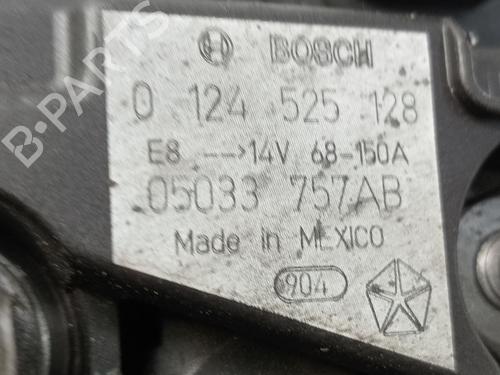 BOSCH
0 124 525 128
E8 -->14V 68-150A
05033 757AB
Made in MEXICO
904
B-PARTS